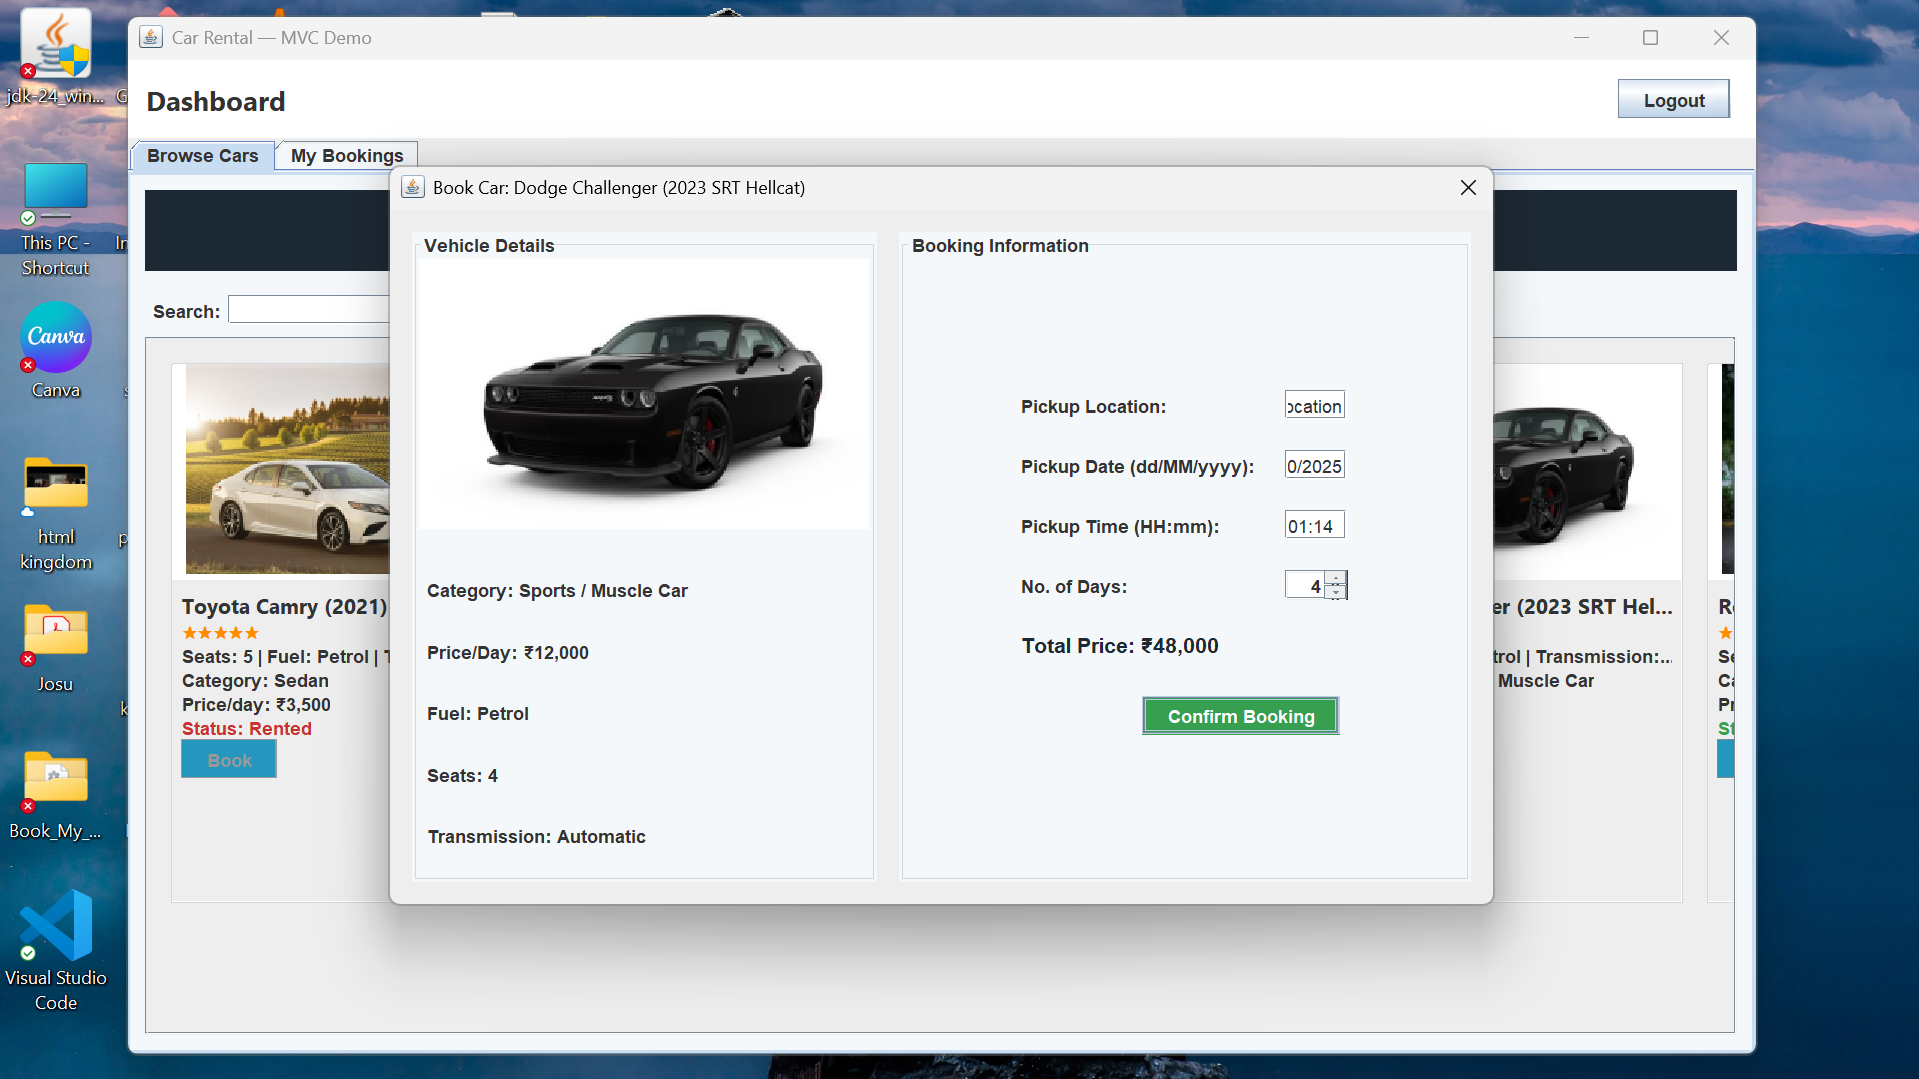 jdk-24_win...
This PC -
Shortcut
Canva
Canva
html
kingdom
Josu
Book_My_...
Visual Studio
Code
Car Rental — MVC Demo
Dashboard
Logout
Browse Cars
My Bookings
Search:
Toyota Camry (2021)
Seats: 5 | Fuel: Petrol |
Category: Sedan
Price/day: ₹3,500
Status: Rented
Book
Book Car: Dodge Challenger (2023 SRT Hellcat)
Vehicle Details
Category: Sports / Muscle Car
Price/Day: ₹12,000
Fuel: Petrol
Seats: 4
Transmission: Automatic
Booking Information
Pickup Location: ocation
Pickup Date (dd/MM/yyyy): 0/2025
Pickup Time (HH:mm): 01:14
No. of Days: 4
Total Price: ₹48,000
Confirm Booking
er (2023 SRT Hel...
trol | Transmission:...
Muscle Car